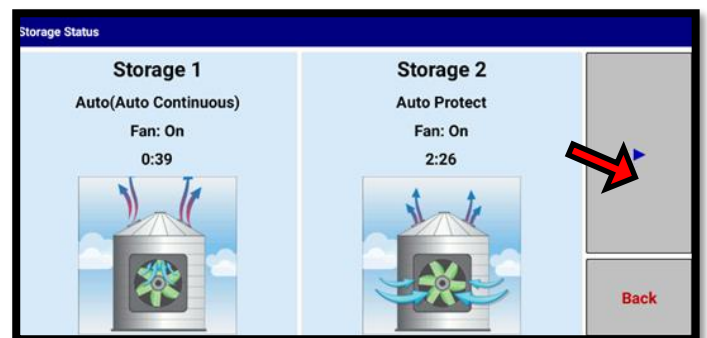 Storage Status
Storage 1
Auto(Auto Continuous)
Fan: On
0:39
Storage 2
Auto Protect
Fan: On
2:26
Back